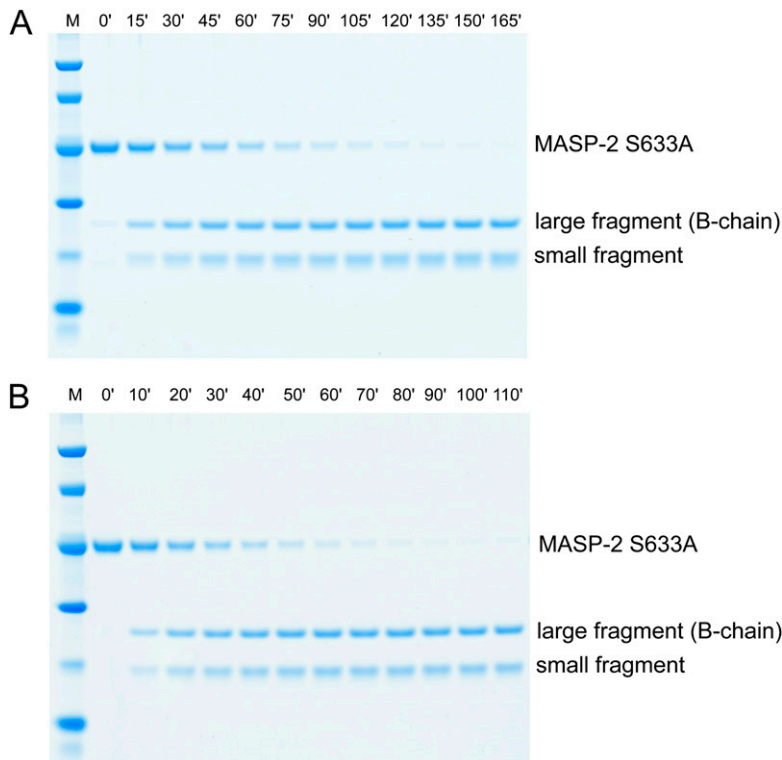 A
M 0' 15' 30' 45' 60' 75' 90' 105' 120' 135' 150' 165'
MASP-2 S633A
large fragment (B-chain)
small fragment
B
M 0' 10' 20' 30' 40' 50' 60' 70' 80' 90' 100' 110'
MASP-2 S633A
large fragment (B-chain)
small fragment